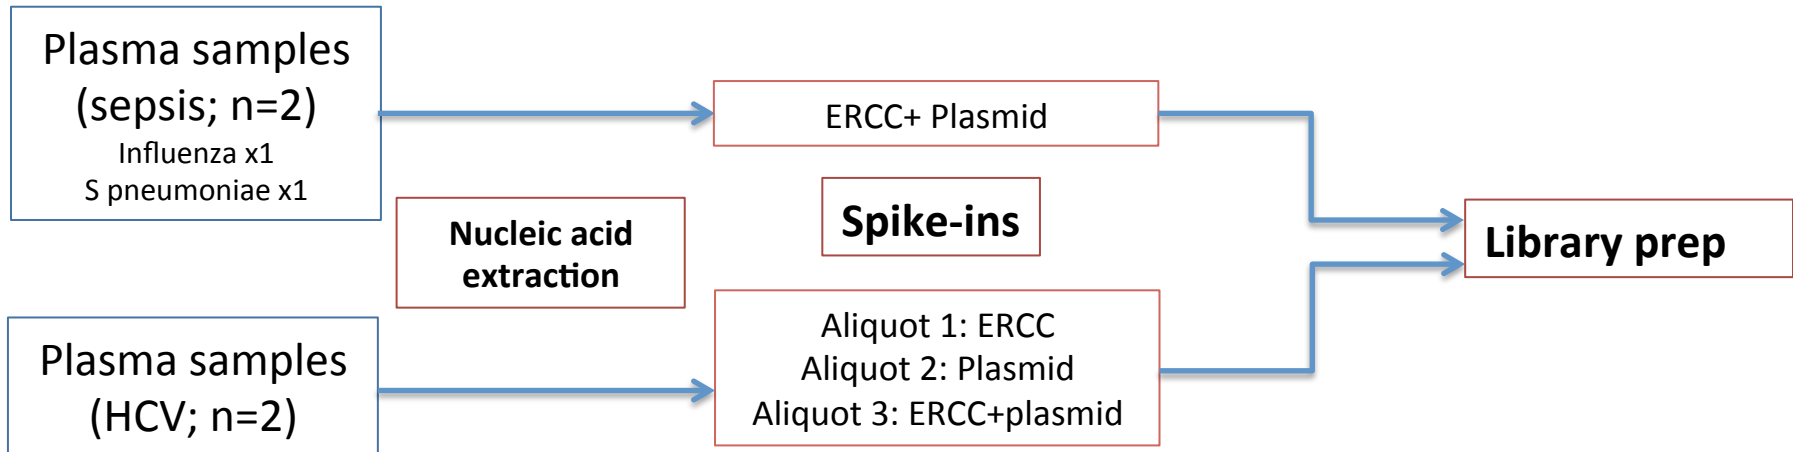 Plasma samples
(sepsis; n=2)
Influenza x1
S pneumoniae x1
ERCC+ Plasmid
Nucleic acid
extraction
Spike-ins
Library prep
Plasma samples
(HCV; n=2)
Aliquot 1: ERCC
Aliquot 2: Plasmid
Aliquot 3: ERCC+plasmid